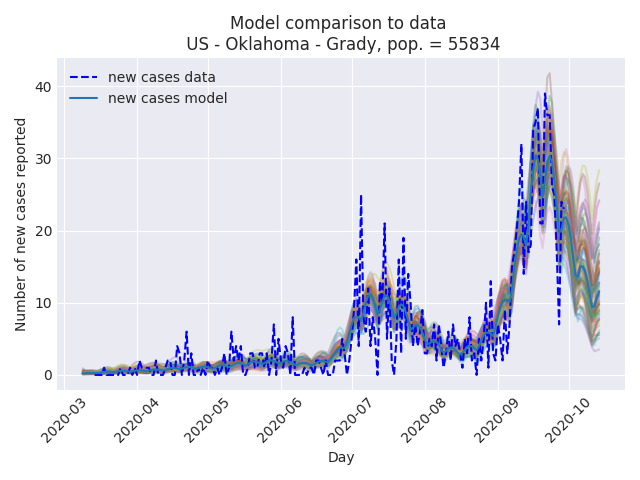 Model comparison to data
US - Oklahoma - Grady, pop. = 55834
new cases data
new cases model
Number of new cases reported
40
30
20
10
0
2020-03
2020-04
2020-05
2020-06
2020-07
2020-08
2020-09
2020-10
Day